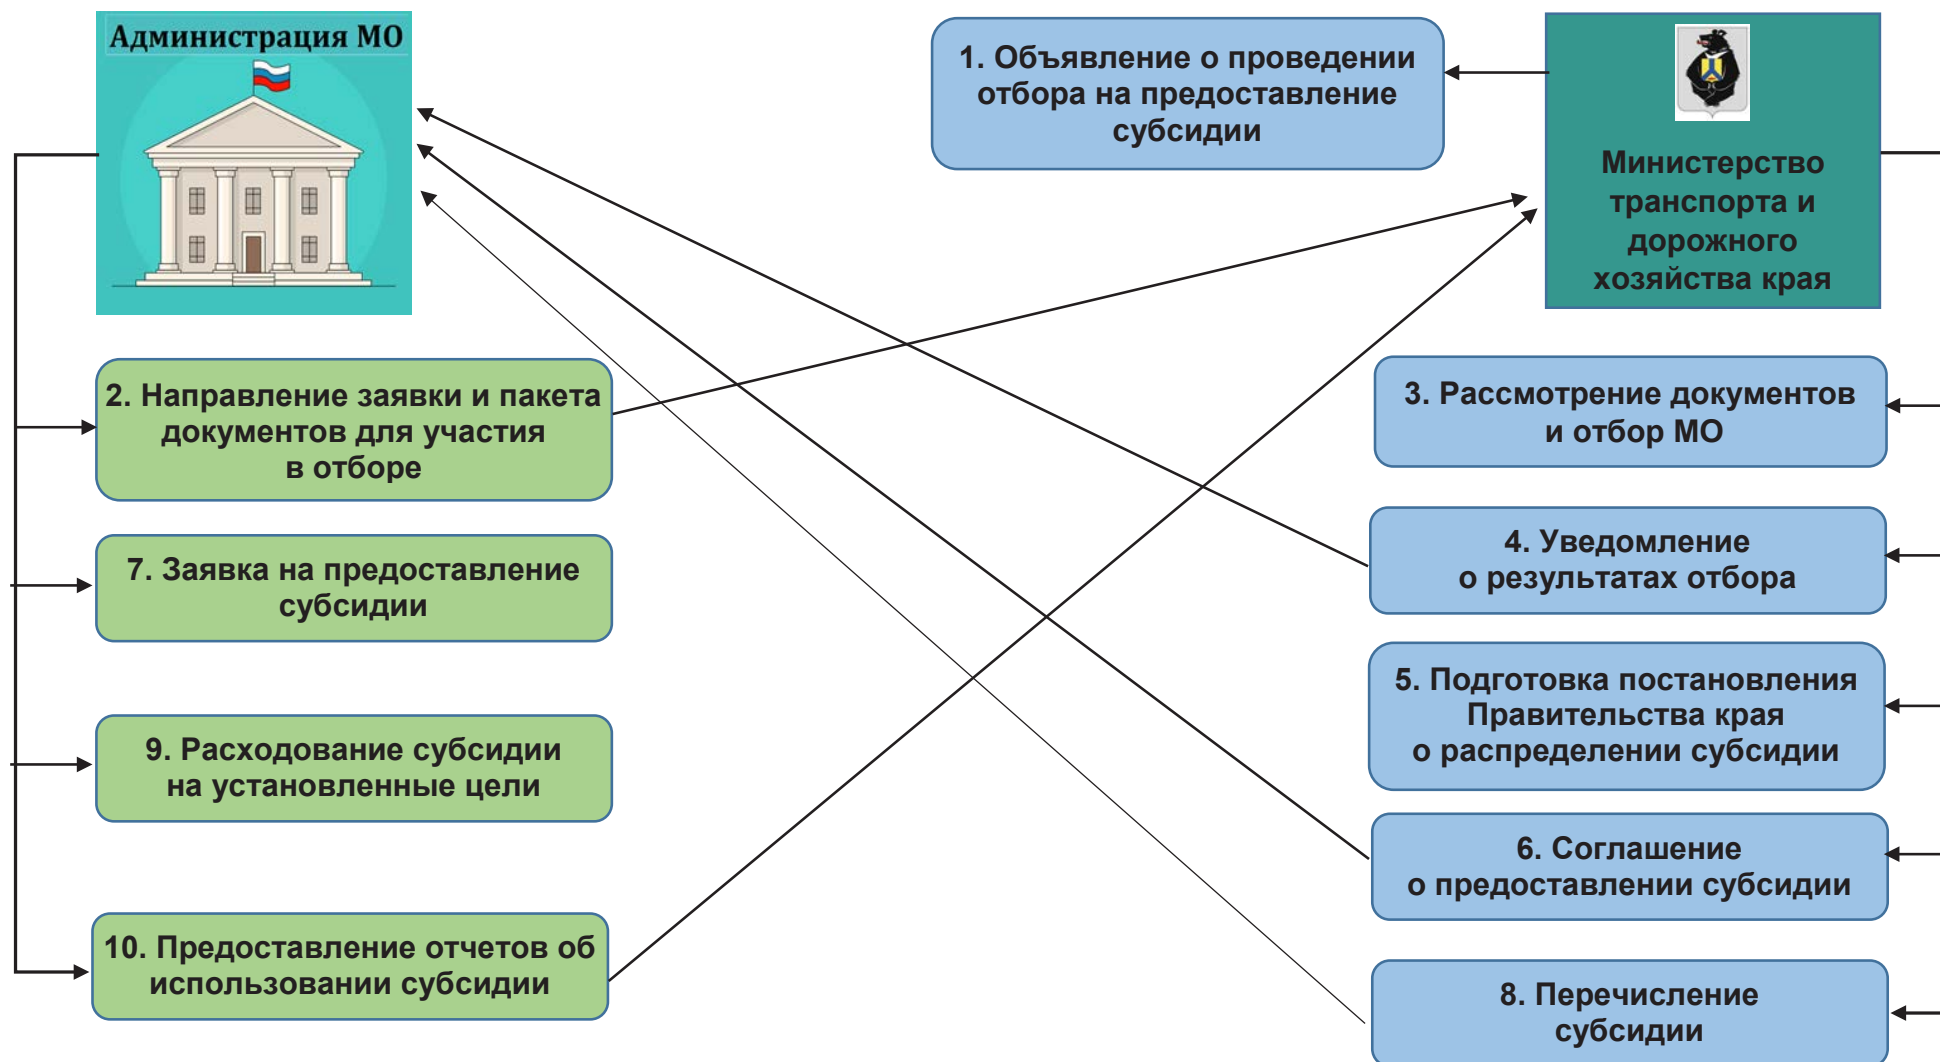 Администрация МО
1. Объявление о проведении
отбора на предоставление
субсидии
Министерство
транспорта и
дорожного
хозяйства края
2. Направление заявки и пакета
документов для участия
в отборе
3. Рассмотрение документов
и отбор МО
4. Уведомление
о результатах отбора
7. Заявка на предоставление
субсидии
5. Подготовка постановления
Правительства края
о распределении субсидии
9. Расходование субсидии
на установленные цели
6. Соглашение
о предоставлении субсидии
10. Предоставление отчетов об
использовании субсидии
8. Перечисление
субсидии